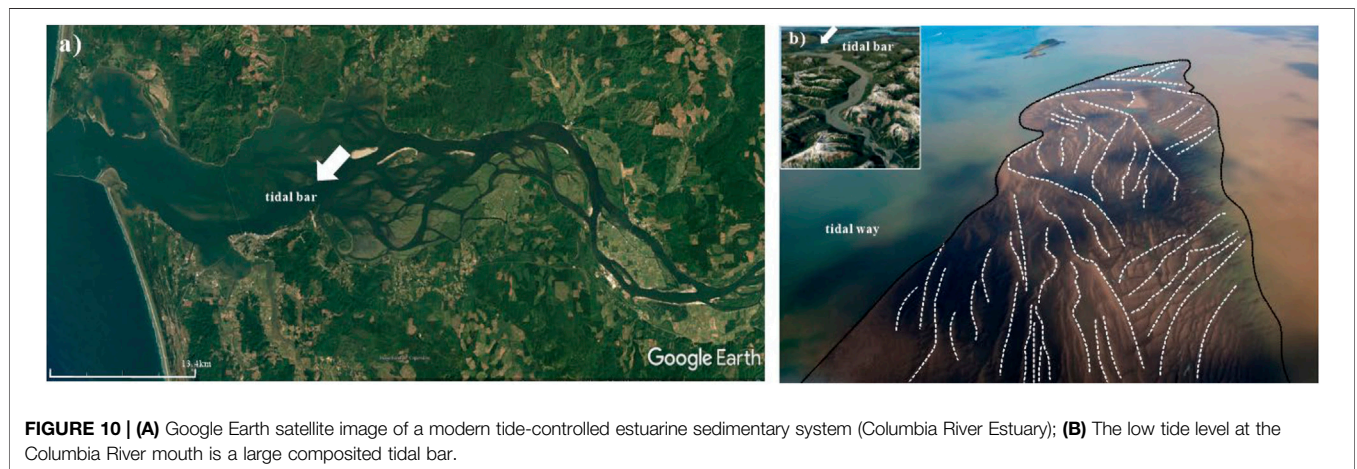 a)
tidal bar
13.4km
Google Earth
b)
tidal bar
tidal way
FIGURE 10 | (A) Google Earth satellite image of a modern tide-controlled estuarine sedimentary system (Columbia River Estuary); (B) The low tide level at the
Columbia River mouth is a large composited tidal bar.